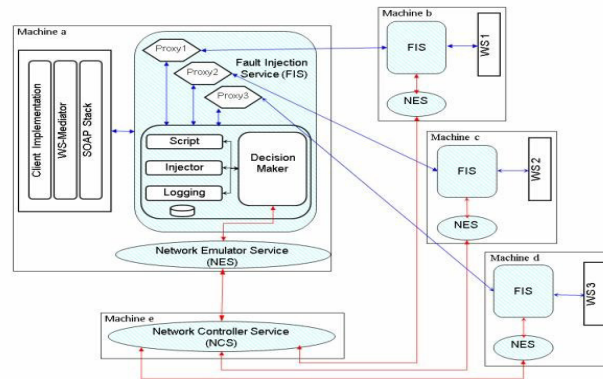 Machine a
Client Implementation
WS-Mediator
SOAP Stack
Proxy1
Proxy2
Proxy3
Fault Injection
Service (FIS)
Script
Injector
Logging
Decision
Maker
Network Emulator Service
(NES)
Machine b
FIS
WS1
NES
Machine c
FIS
WS2
NES
Machine d
FIS
WS3
NES
Machine e
Network Controller Service
(NCS)